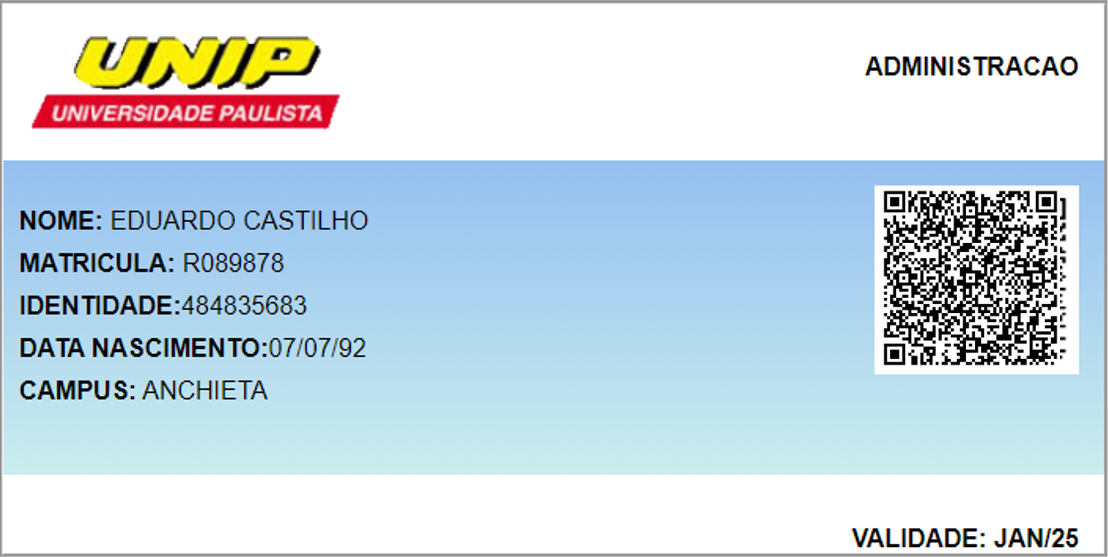 UNIP
UNIVERSIDADE PAULISTA
ADMINISTRACAO
NOME: EDUARDO CASTILHO
MATRICULA: R089878
IDENTIDADE:484835683
DATA NASCIMENTO:07/07/92
CAMPUS: ANCHIETA
VALIDADE: JAN/25